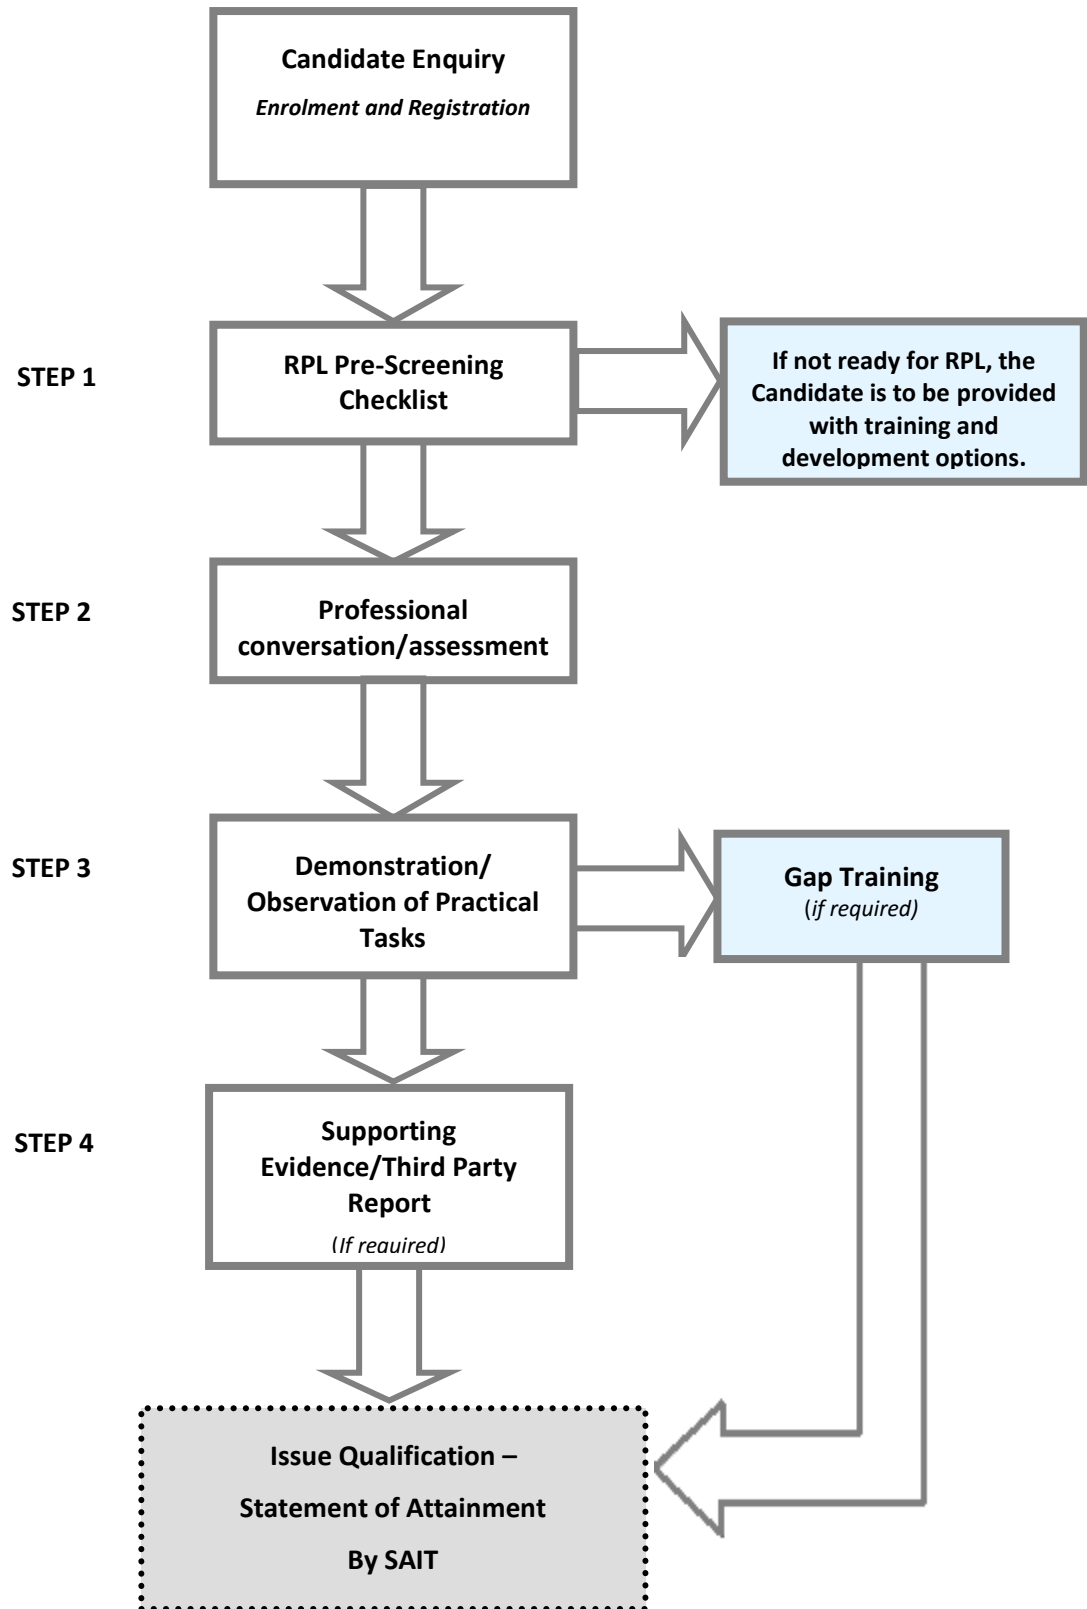 Candidate Enquiry
Enrolment and Registration
STEP 1
RPL Pre-Screening
Checklist
If not ready for RPL, the
Candidate is to be provided
with training and
development options.
STEP 2
Professional
conversation/assessment
STEP 3
Demonstration/
Observation of Practical
Tasks
Gap Training
(if required)
STEP 4
Supporting
Evidence/Third Party
Report
(If required)
Issue Qualification –
Statement of Attainment
By SAIT